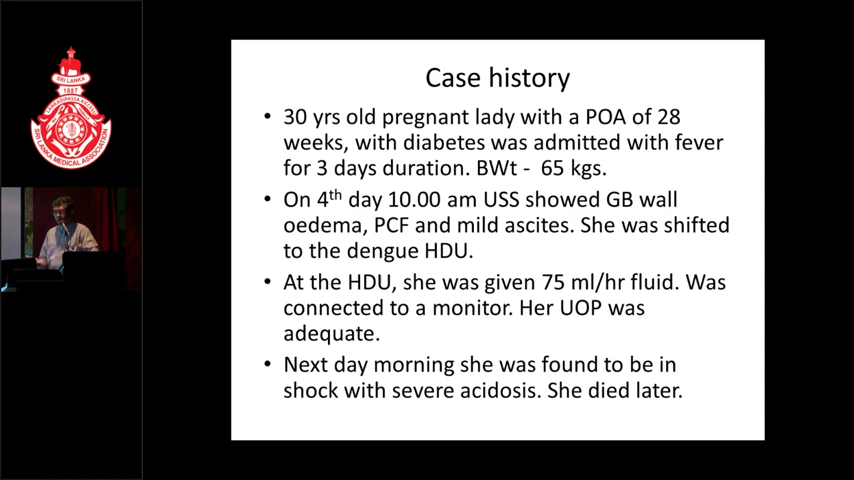 SRI LANKA
1887
SRI LANKA MEDICAL ASSOCIATION
Case history
• 30 yrs old pregnant lady with a POA of 28
weeks, with diabetes was admitted with fever
for 3 days duration. BWt - 65 kgs.
• On 4th day 10.00 am USS showed GB wall
oedema, PCF and mild ascites. She was shifted
to the dengue HDU.
• At the HDU, she was given 75 ml/hr fluid. Was
connected to a monitor. Her UOP was
adequate.
• Next day morning she was found to be in
shock with severe acidosis. She died later.